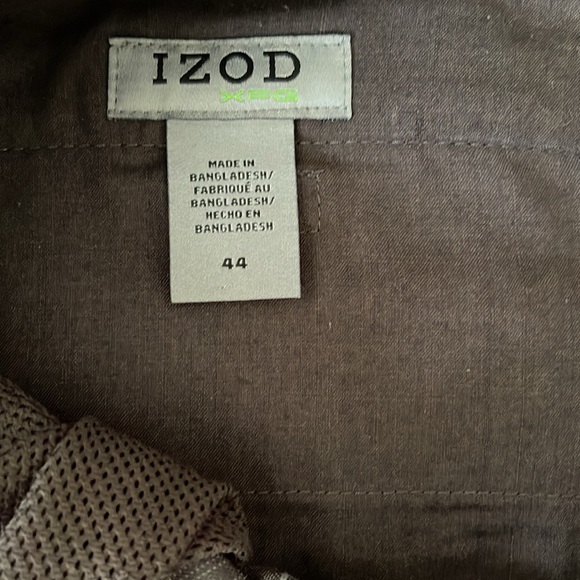 IZOD
XFG
MADE IN
BANGLADESH/
FABRIQUÉ AU
BANGLADESH/
HECHO EN
BANGLADESH
44